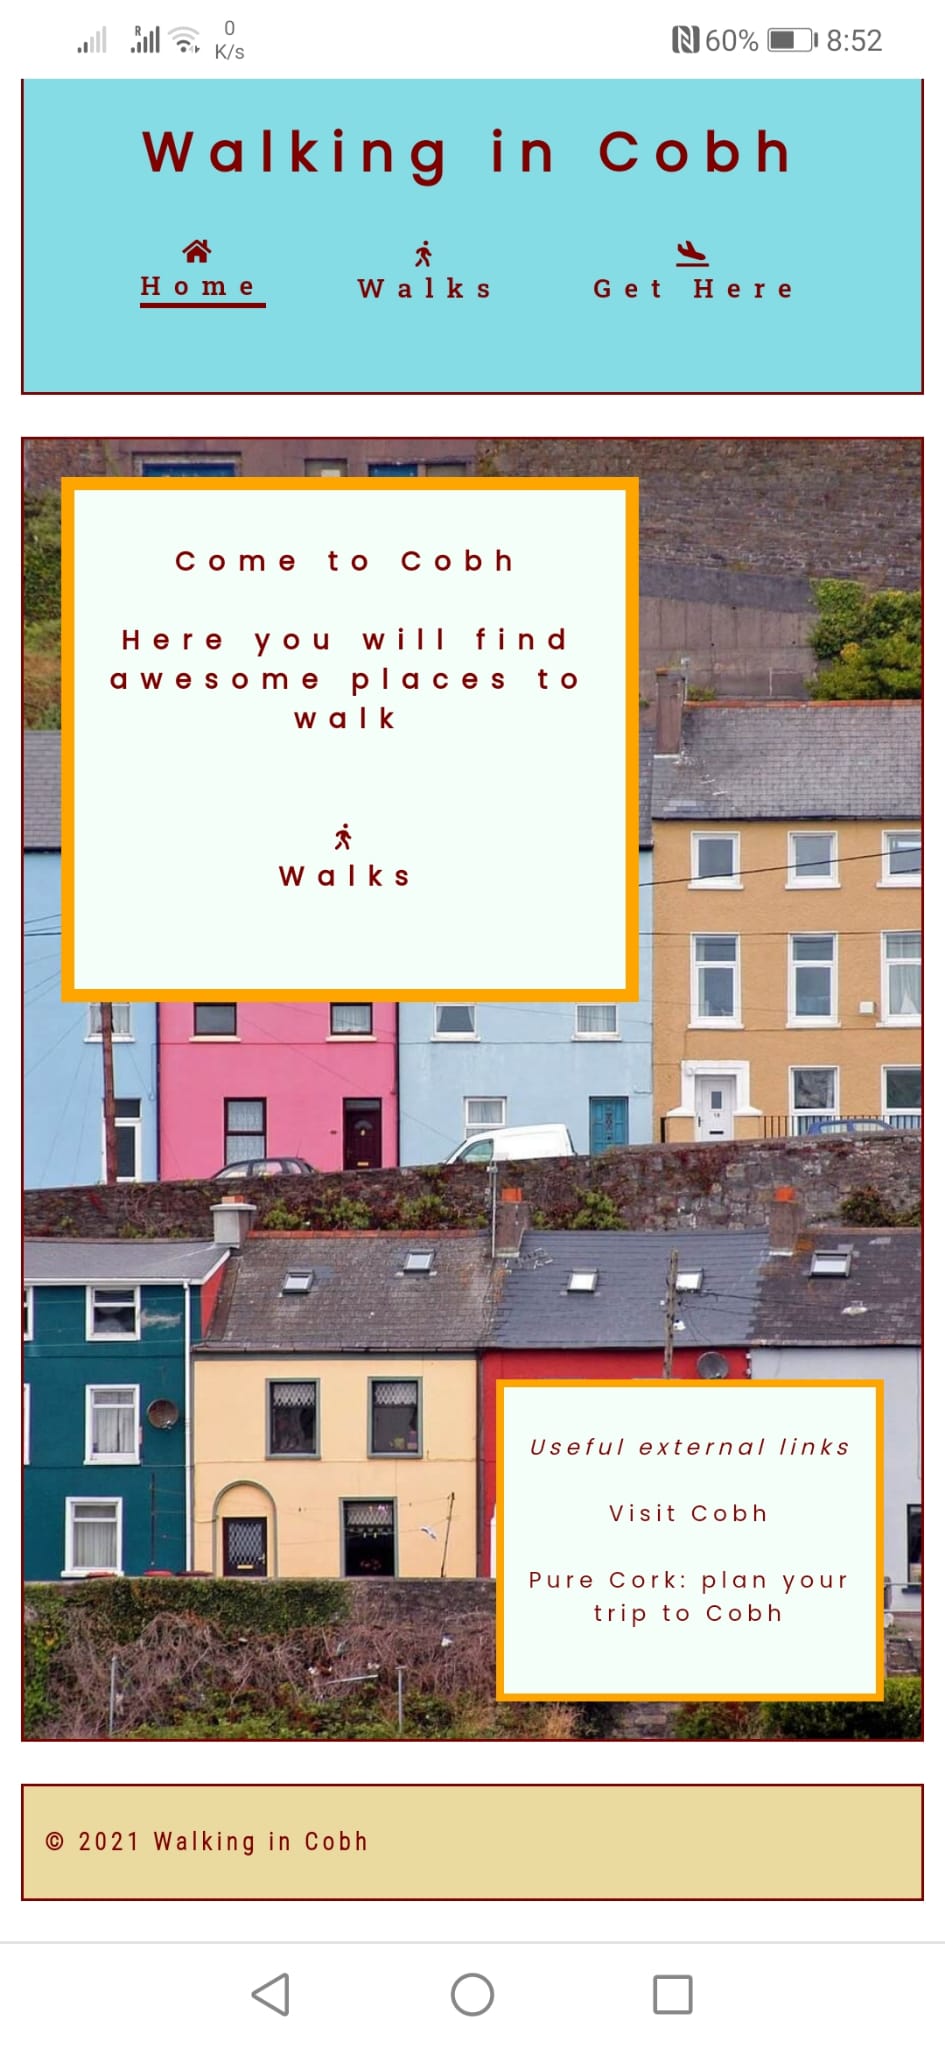 R
0
K/s
60%
8:52
Walking in Cobh
Home
Walks
Get Here
Come to Cobh
Here you will find
awesome places to
walk
Walks
Useful external links
Visit Cobh
Pure Cork: plan your
trip to Cobh
© 2021 Walking in Cobh